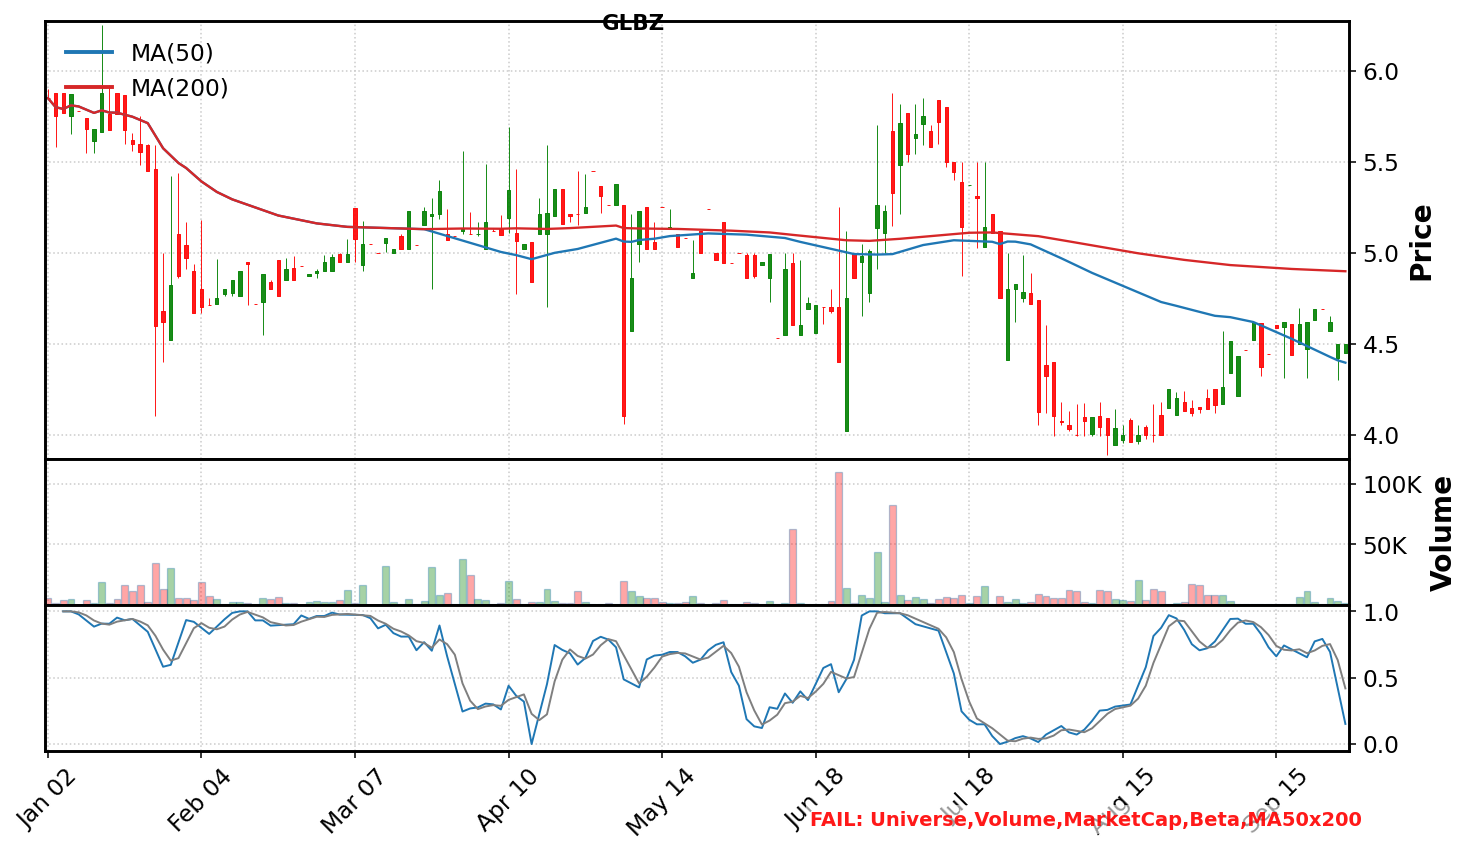 GLBZ
MA(50)
MA(200)
6.0
5.5
5.0
4.5
4.0
Price
100K
50K
Volume
1.0
0.5
0.0
Jan 02
Feb 04
Mar 07
Apr 10
May 14
Jun 18
Jul 18
Aug 15
Sep 15
FAIL: Universe,Volume,MarketCap,Beta,MA50x200